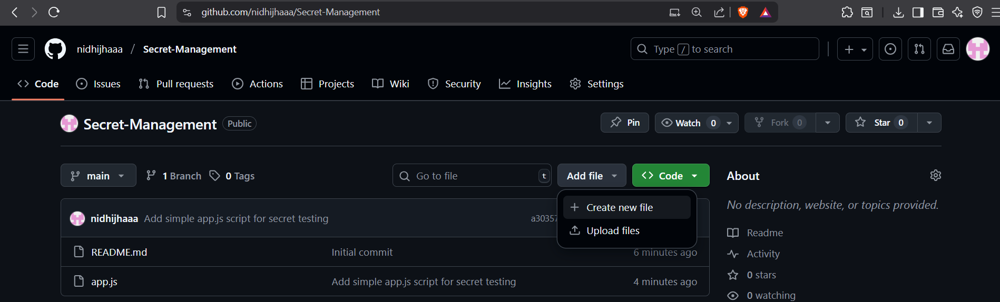 github.com/nidhijhaaa/Secret-Management
nidhijhaaa / Secret-Management
Type / to search
Code Issues Pull requests Actions Projects Wiki Security Insights Settings
Secret-Management Public
Pin Watch 0 Fork 0 Star 0
main 1 Branch 0 Tags
Go to file t Add file Code
About
Create new file
Upload files
No description, website, or topics provided.
nidhijhaaa Add simple app.js script for secret testing a30357
Readme
README.md Initial commit 6 minutes ago
Activity
0 stars
app.js Add simple app.js script for secret testing 4 minutes ago
0 watching